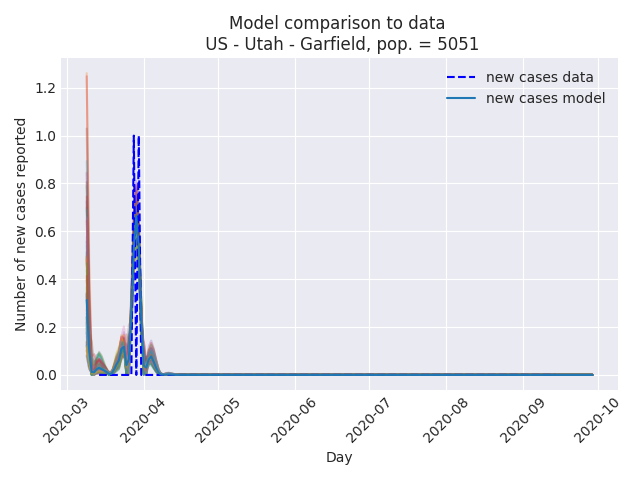 Model comparison to data
US - Utah - Garfield, pop. = 5051
new cases data
new cases model
Number of new cases reported
1.2
1.0
0.8
0.6
0.4
0.2
0.0
2020-03
2020-04
2020-05
2020-06
2020-07
2020-08
2020-09
2020-10
Day